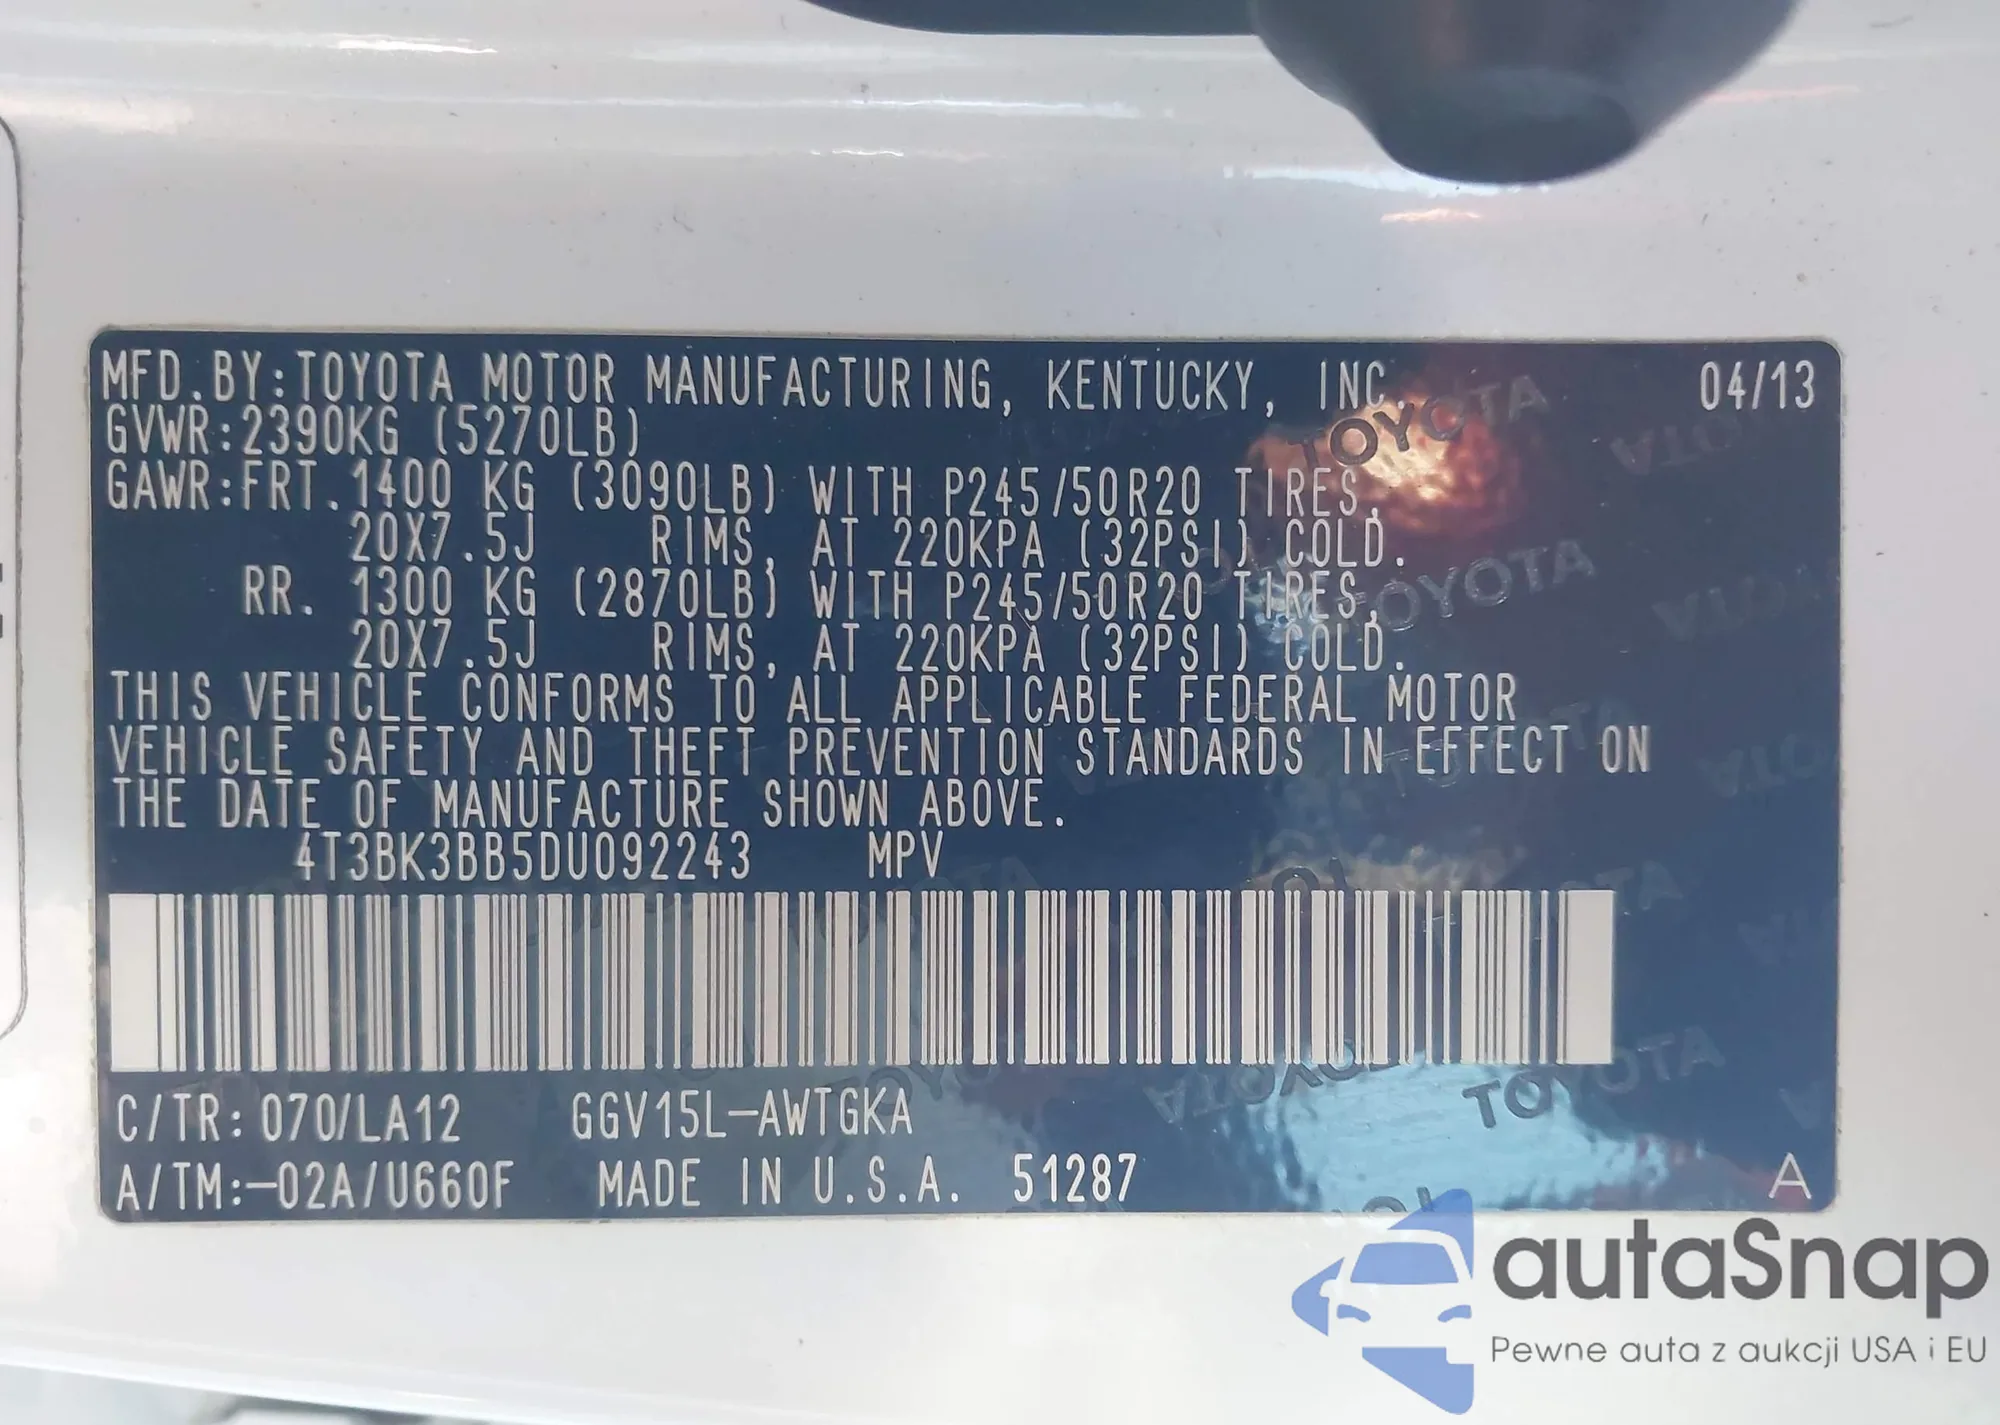 MFD.BY:TOYOTA MOTOR MANUFACTURING, KENTUCKY, INC. 04/13
GVWR:2390KG (5270LB)
GAWR:FRT.1400 KG (3090LB) WITH P245/50R20 TIRES,
20X7.5J RIMS, AT 220KPA (32PSI) COLD.
RR. 1300 KG (2870LB) WITH P245/50R20 TIRES,
20X7.5J RIMS, AT 220KPA (32PSI) COLD.
THIS VEHICLE CONFORMS TO ALL APPLICABLE FEDERAL MOTOR
VEHICLE SAFETY AND THEFT PREVENTION STANDARDS IN EFFECT ON
THE DATE OF MANUFACTURE SHOWN ABOVE.
4T3BK3BB5DU092243 MPV
C/TR: 070/LA12 GGV15L-AWTGKA
A/TM:-02A/U660F MADE IN U.S.A. 51287 A
TOYOTA
TOYOTA
TOYOTA
autaSnap
Pewne auta z aukcji USA i EU